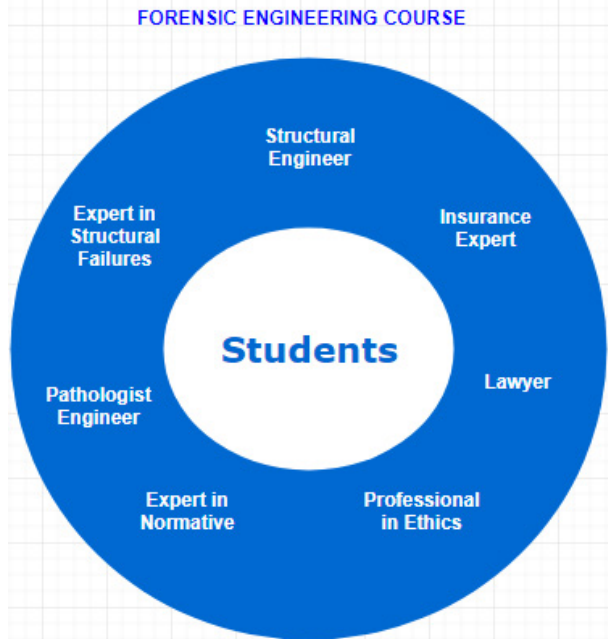 FORENSIC ENGINEERING COURSE
Structural
Engineer
Insurance
Expert
Expert in
Structural
Failures
Students
Lawyer
Pathologist
Engineer
Expert in
Normative
Professional
in Ethics